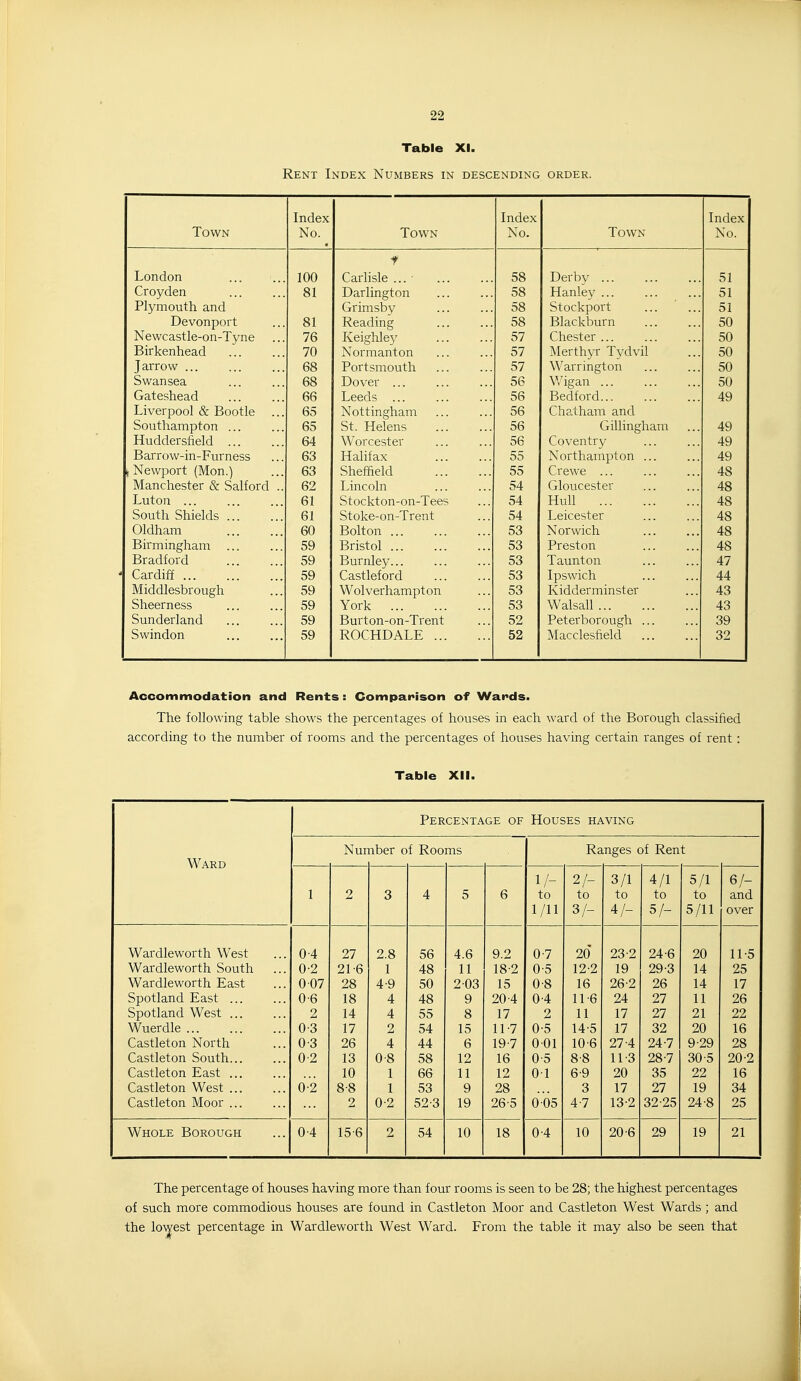 22
Table XI.
Rent Index Numbers in descending order.
Town Index No. Town Index No. Town Index No.
London ... ... 100 Carlisle ... ... ... 58 Derby ... ... ... 51
Croyden ... ... 81 Darlington ... ... 58 Hanley ... ... ... 51
Plymouth and Grimsby ... ... 58 Stockport ... ... 51
Devonport ... 81 Reading ... ... 58 Blackburn ... ... 50
Newcastle-on-Tyne ... 76 Keighley ... ... 57 Chester ... ... ... 50
Birkenhead ... ... 70 Normanton ... ... 57 Merthyr Tydvil ... 50
Jarrow ... ... ... 68 Portsmouth ... ... 57 Warrington ... ... 50
Swansea ... ... 68 Dover ... ... ... 56 Wigan ... ... ... 50
Gateshead ... ... 66 Leeds ... ... ... 56 Bedford... ... ... 49
Liverpool & Bootle ... 65 Nottingham ... ... 56 Chatham and
Southampton ... ... 65 St. Helens ... ... 56 Gillingham ... 49
Huddersfield ... ... 64 Worcester ... ... 56 Coventry ... ... 49
Barrow-in-Furness ... 63 Halifax ... ... 55 Northampton ... ... 49
Newport (Mon.) ... 63 Sheffield ... ... 55 Crewe ... ... ... 48
Manchester & Salford .. 62 Lincoln ... ... 54 Gloucester ... ... 48
Luton ... ... ... 61 Stockton-on-Tees ... 54 Hull ... ... ... 48
South Shields ... ... 61 Stoke-on-Trent ... 54 Leicester ... ... 48
Oldham ... ... 60 Bolton ... ... ... 53 Norwich ... ... 48
Birmingham ... ... 59 Bristol ... ... ... 53 Preston ... ... 48
Bradford ... ... 59 Burnley... ... ... 53 Taunton ... ... 47
Cardiff ... ... ... 59 Castleford ... ... 53 Ipswich ... ... 44
Middlesbrough ... 59 Wolverhampton ... 53 Kidderminster ... 43
Sheerness ... ... 59 York ... ... ... 53 Walsall ... ... ... 43
Sunderland ... ... 59 Burton-on-Trent ... 52 Peterborough ... ... 39
Swindon ... ... 59 ROCHDALE ... ... 52 Macclesfield ... ... 32
Accommodation and Rents: Comparison of Wards.
The following table shows the percentages of houses in each ward of the Borough classified
according to the number of rooms and the percentages of houses having certain ranges of rent :
Table XII.
Percentage of Houses having
Ward Number of Rooms Ranges of Rent
1 2 3 4 5 6 1/- to 1/11 2/- to 3/- 3/1 to 4/- 4/1 to 5/- 5/1 to 5/11 6/- and over
Wardleworth West ... 0·4 27 2.8 56 4.6 9.2 0·7 20 23·2 24·6 20 11·5
Wardleworth South ... 0·2 21·6 1 48 11 18·2 0·5 12·2 19 29·3 14 25
Wardleworth East ... 0·07 28 4·9 50 2·03 15 0·8 16 26·2 26 14 17
Spotland East ... ... 0·6 18 4 48 9 20·4 0·4 11·6 24 27 11 26
Spotland West ... ... 2 14 4 55 8 17 2 11 17 27 21 22
Wuerdle ... ... ... 0·3 17 2 54 15 11·7 0·5 14·5 17 32 20 16
Castleton North ... 0·3 26 4 44 6 19·7 0·01 10·6 27·4 24·7 9·29 28
Castleton South... ... 0·2 13 0·8 58 12 16 0·5 8·8 11·3 28·7 30·5 20·2
Castleton East ... ... ... 10 1 66 11 12 0·1 6·9 20 35 22 16
Castleton West ... ... 0·2 8·8 1 53 9 28 ... 3 17 27 19 34
Castleton Moor ... ... ... 2 0·2 52·3 19 26·5 0·05 4·7 13·2 32·25 24·8 25
Whole Borough ... 0·4 15·6 2 54 10 18 0·4 10 20·6 29 19 21
The percentage of houses having more than four rooms is seen to be 28; the highest percentages
of such more commodious houses are found in Castleton Moor and Castleton West Wards ; and
the lowest percentage in Wardleworth West Ward. From the table it may also be seen that